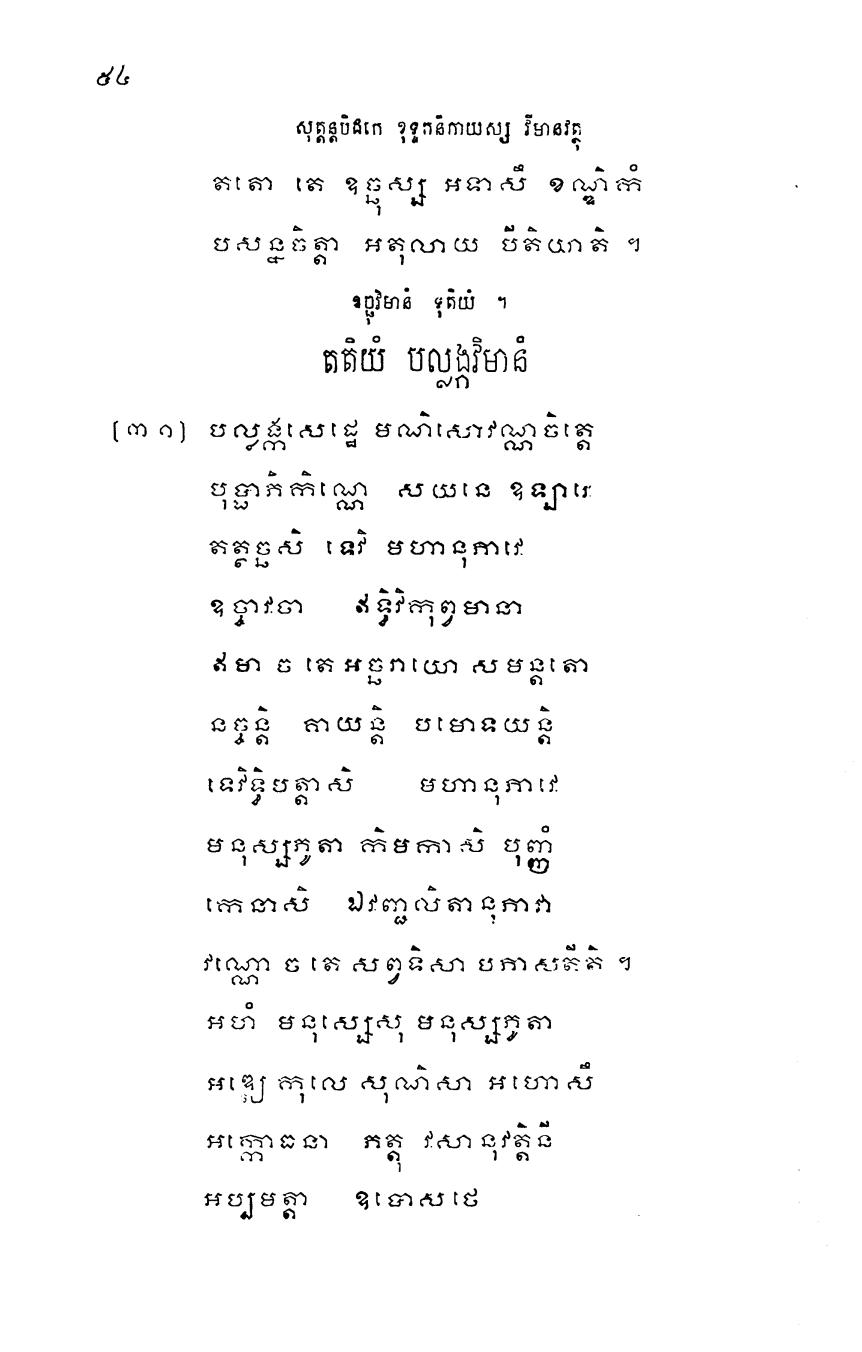 ៥៤
សុត្តន្តបិដកេ ខុទ្ទកនិកាយស្ស វិមានវត្ថុ
តតោ តេ ឧច្ឆុស្ស អទាសឹ ខណ្ឌិកំ
បសន្នចិត្តា អតុលាយ បីតិយាតិ ។
ឧច្ឆុវិមានំ ទុតិយំ ។
តតិយំ បល្លង្កវិមានំ
[៣១] បល្លង្កសេដ្ឋេ មណិសោវណ្ណចិត្តេ
បុប្ផាភិកិណ្ណេ សយនេ ឧឡារេ
តត្ថច្ឆសិ ទេវិ មហានុភាវេ
ឧច្ចាវចា ឥទ្ធិវិកុព្វមានា
ឥមា ច តេ អច្ឆរាយោ សមន្តតោ
នច្ចន្តិ គាយន្តិ បមោទយន្តិ
ទេវិទ្ធិបត្តាសិ មហានុភាវេ
មនុស្សភូតា កិមកាសិ បុញ្ញំ
កេនាសិ ឯវញ្ជលិតានុភាវា
វណ្ណោ ច តេ សព្វទិសា បភាសតីតិ ។
អហំ មនុស្សេសុ មនុស្សភូតា
អឌ្ឍេ កុលេ សុណិសា អហោសឹ
អក្កោធនា ភត្តុ វសានុវត្តិនី
អប្បមត្តា ឧបោសថេ